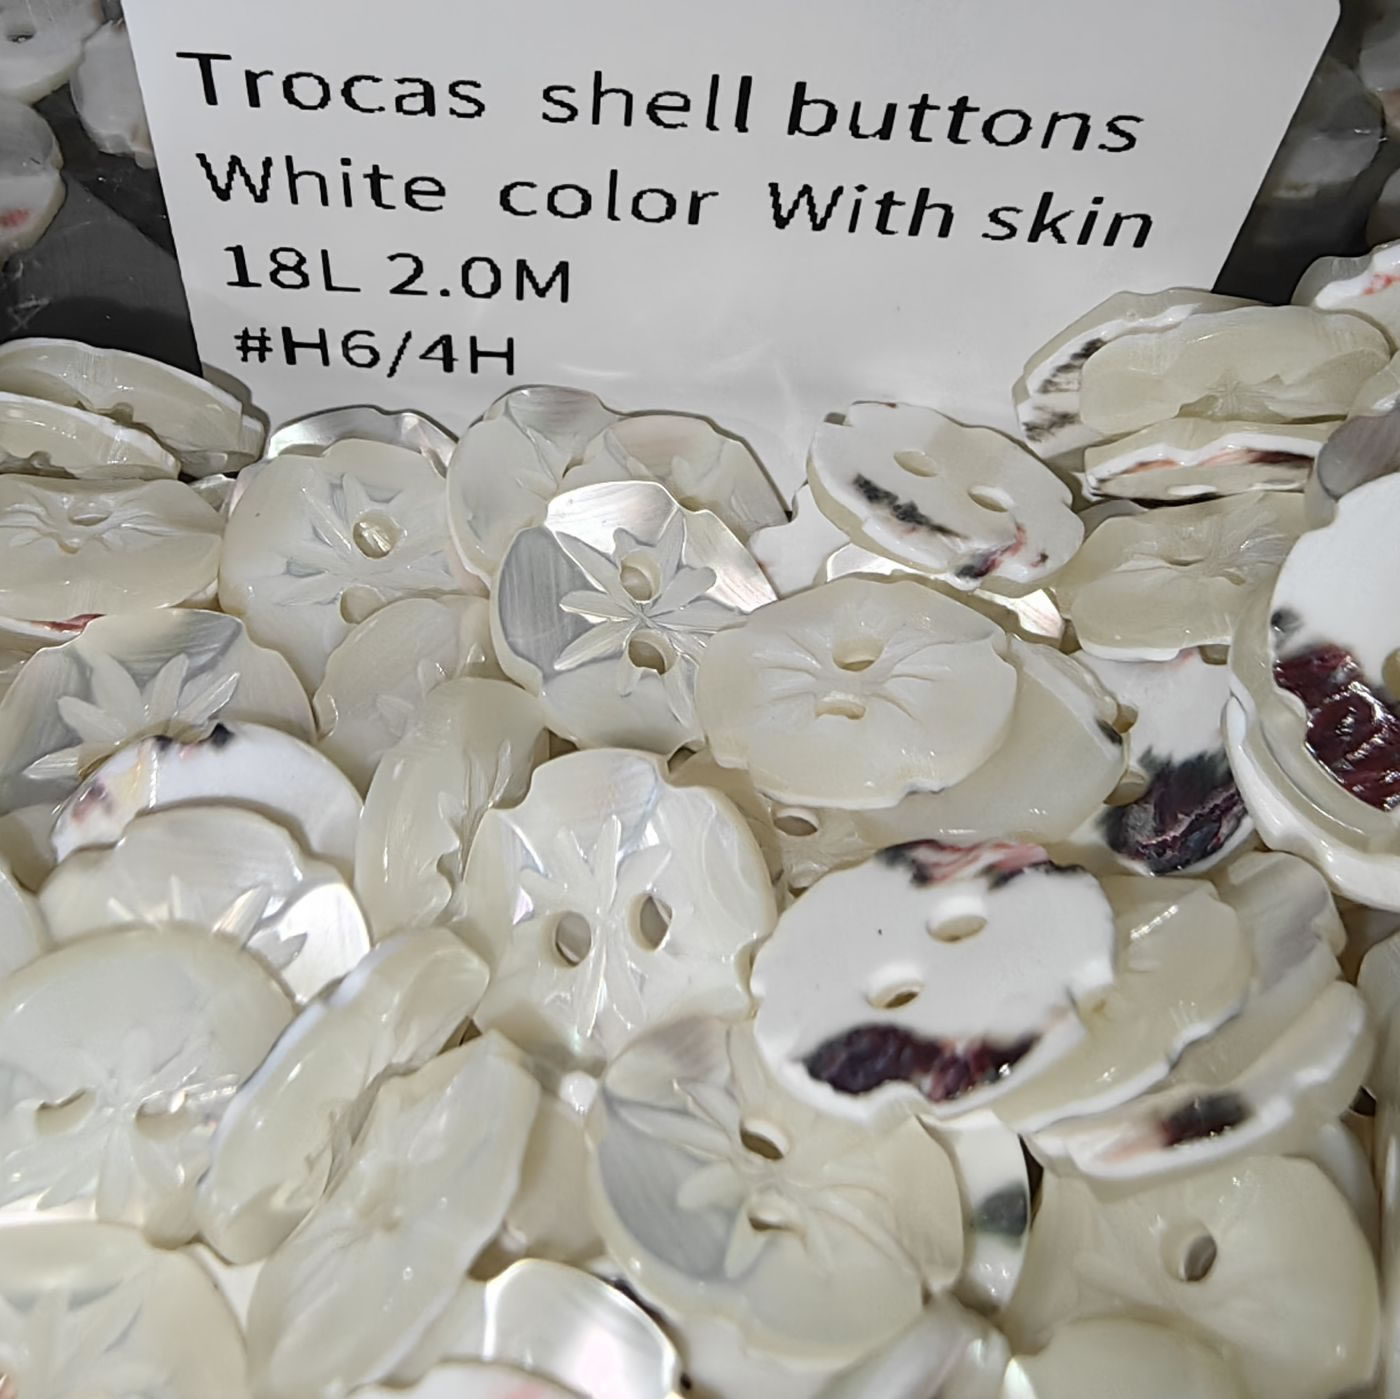 Trocas shell buttons
White color With skin
18L 2.0M
#H6/4H